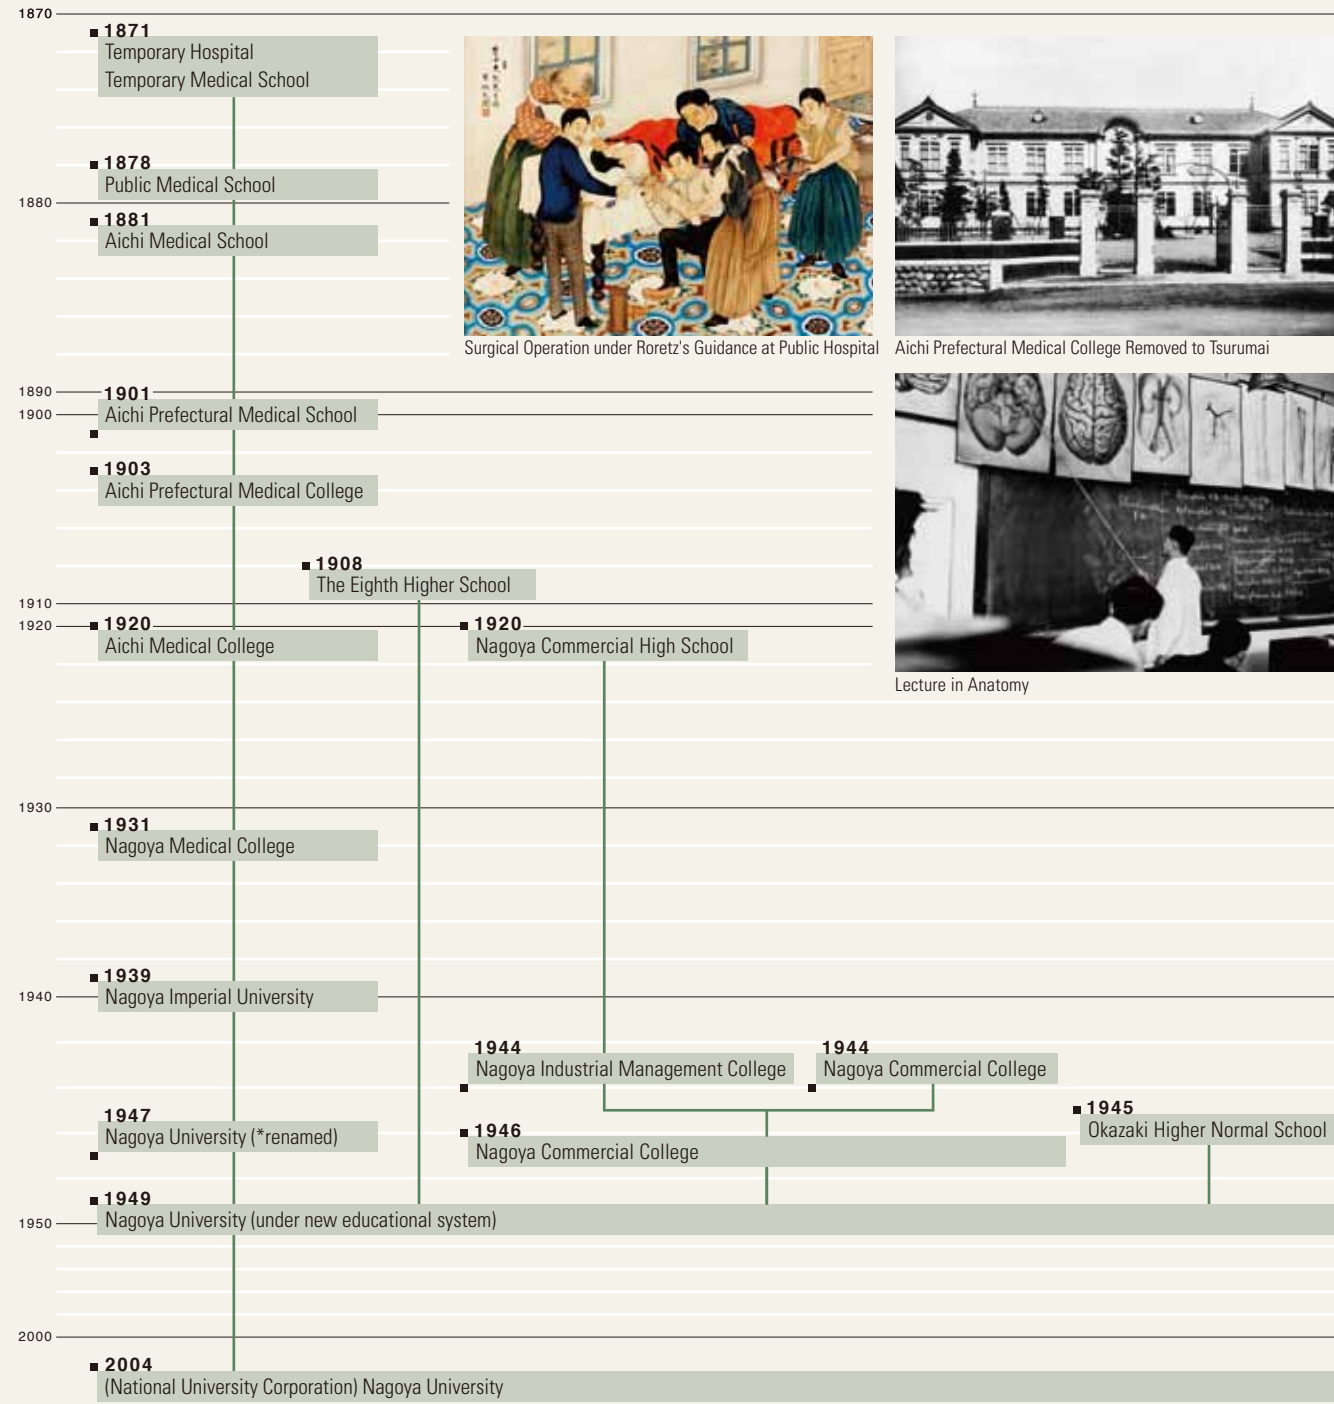 1870
1871
Temporary Hospital
Temporary Medical School
1878
Public Medical School
1880
1881
Aichi Medical School
Surgical Operation under Roretz's Guidance at Public Hospital
Aichi Prefectural Medical College Removed to Tsurumai
1890
1901
1900
Aichi Prefectural Medical School
1903
Aichi Prefectural Medical College
1908
The Eighth Higher School
1910
1920
1920
Aichi Medical College
1920
Nagoya Commercial High School
Lecture in Anatomy
1930
1931
Nagoya Medical College
1939
1940
Nagoya Imperial University
1944
Nagoya Industrial Management College
1944
Nagoya Commercial College
1945
Okazaki Higher Normal School
1947
Nagoya University (*renamed)
1946
Nagoya Commercial College
1949
1950
Nagoya University (under new educational system)
2000
2004
(National University Corporation) Nagoya University